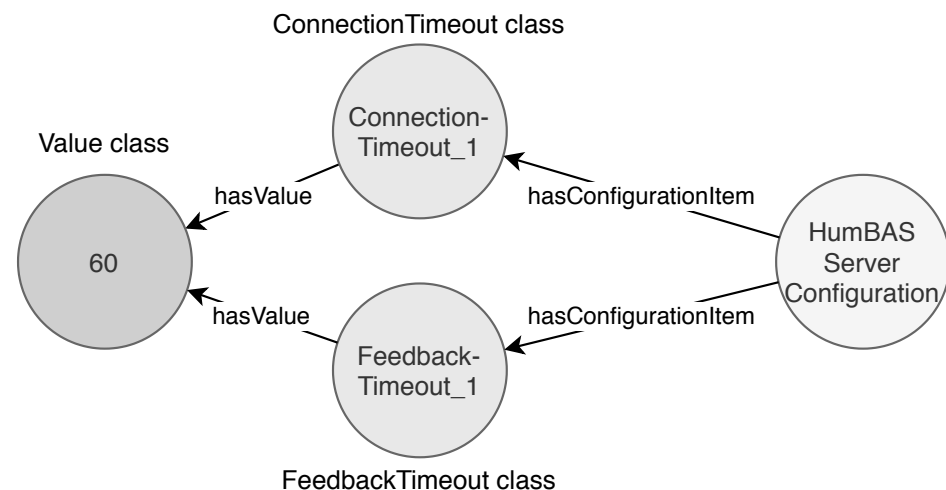 ConnectionTimeout class
Connection-
Timeout_1
Value class
hasValue
hasConfigurationItem
60
HumBAS
Server
Configuration
hasValue
hasConfigurationItem
Feedback-
Timeout_1
FeedbackTimeout class